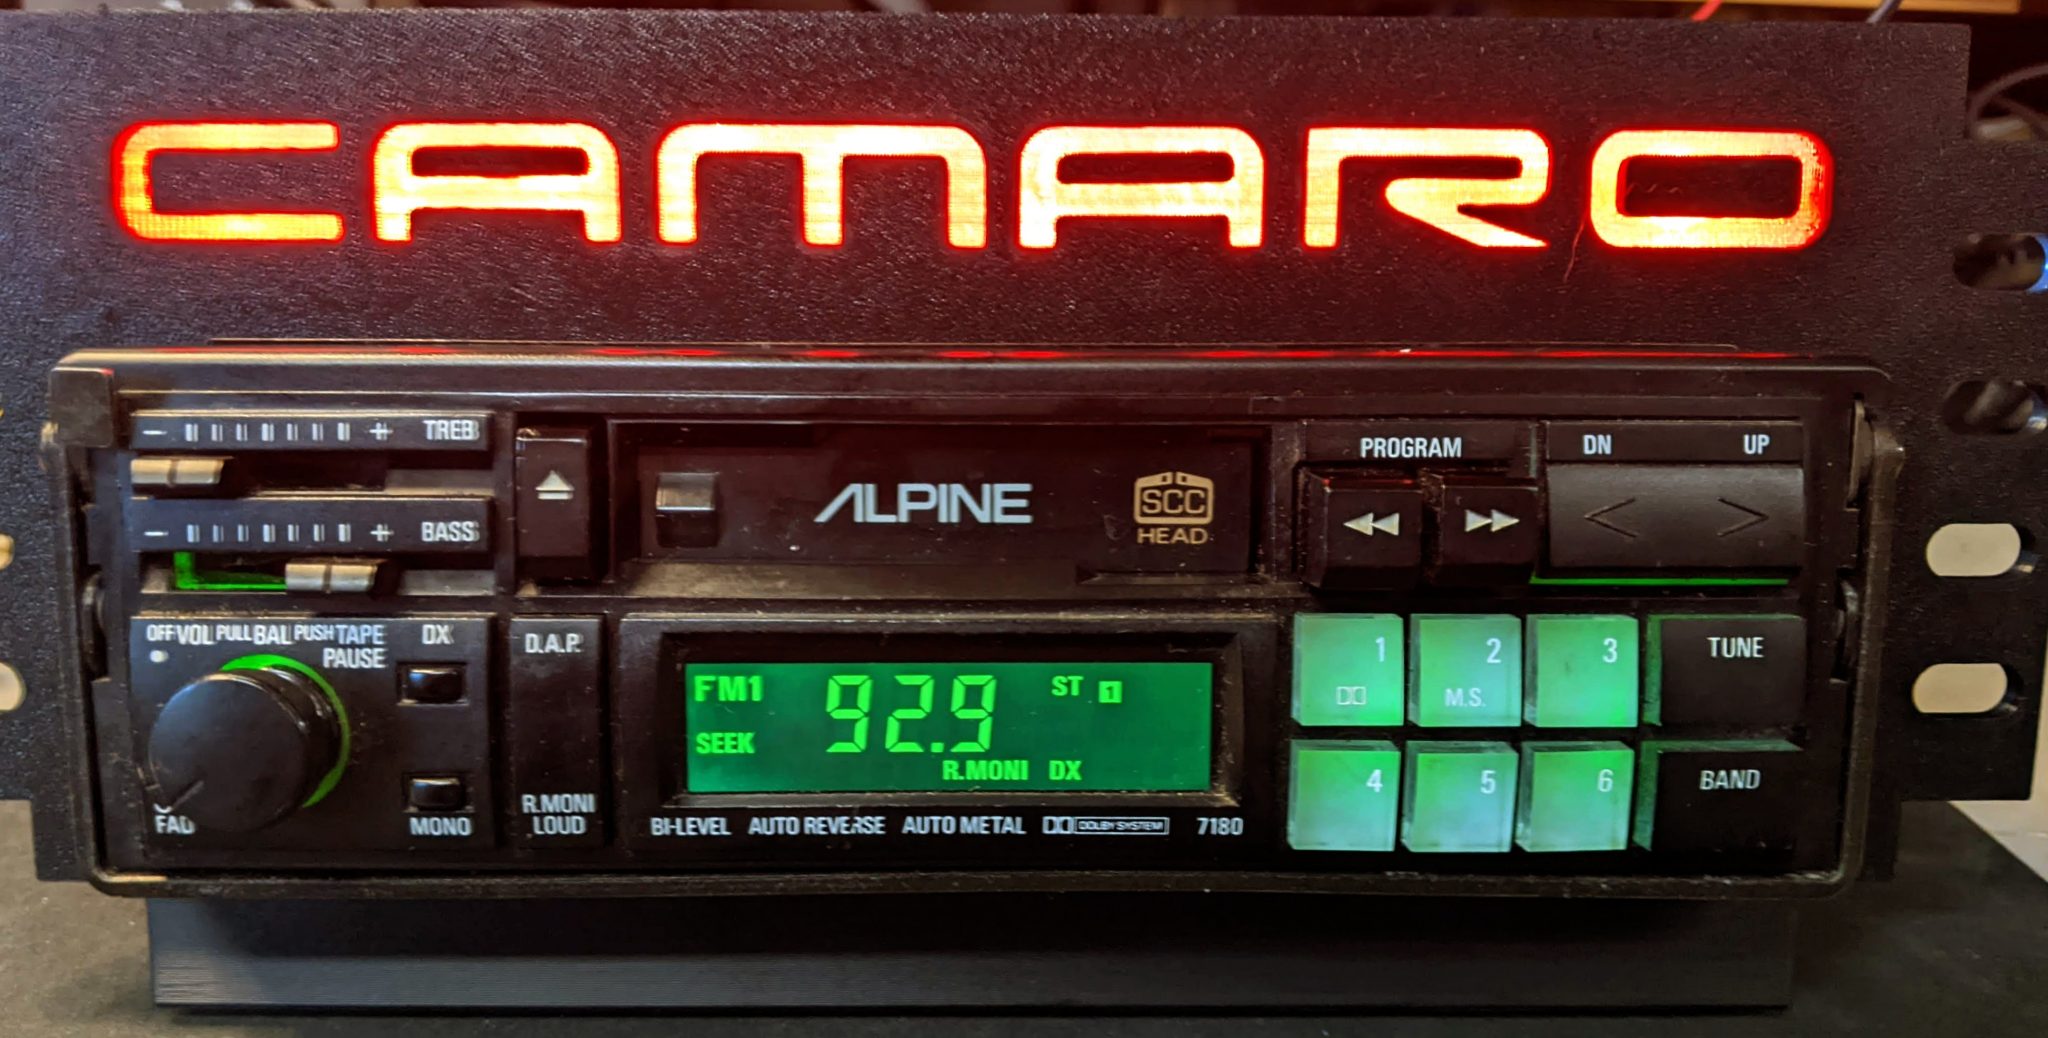 CAMARO
− + TREB
− + BASS
ALPINE
SCC
HEAD
PROGRAM
DN UP
OFF VOL PULL BAL PUSH TAPE
PAUSE
DX
FAD
MONO
D.A.P.
R.MONI
LOUD
FM1 92.9 ST 1
SEEK
R.MONI DX
BI-LEVEL AUTO REVERSE AUTO METAL DOLBY SYSTEM 7180
1 2 3 TUNE
M.S.
4 5 6 BAND